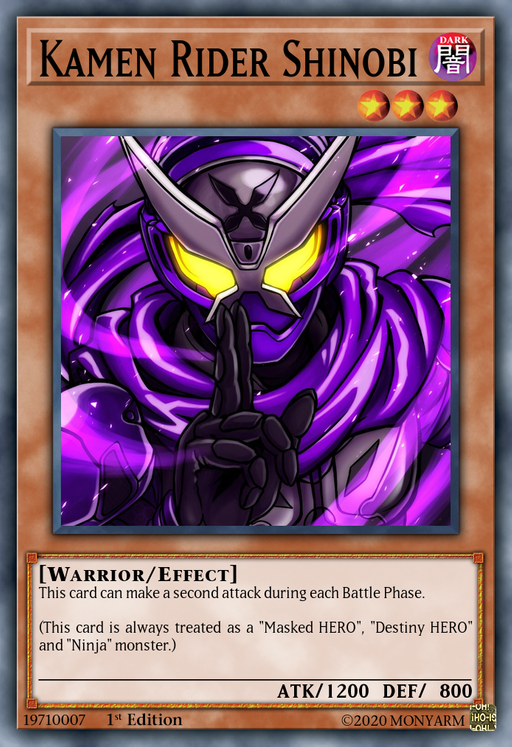 KAMEN RIDER SHINOBI
DARK
闇
[WARRIOR/EFFECT]
This card can make a second attack during each Battle Phase.
(This card is always treated as a "Masked HERO", "Destiny HERO"
and "Ninja" monster.)
ATK/1200 DEF/ 800
19710007 1st Edition ©2020 MONYARM